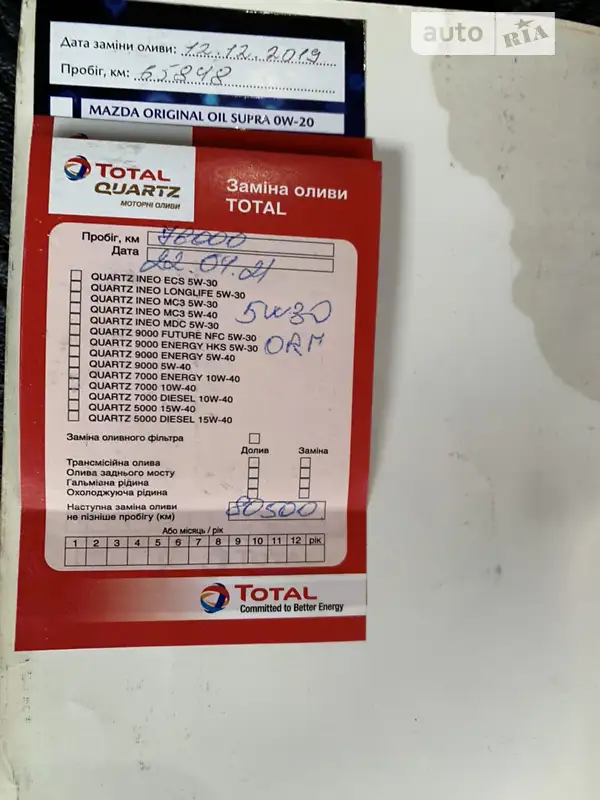 auto RIA
Дата заміни оливи: 12.12.2019
Пробіг, км: 65898
MAZDA ORIGINAL OIL SUPRA 0W-20
TOTAL
QUARTZ
МОТОРНІ ОЛИВИ
Заміна оливи
TOTAL
Пробіг, км
Дата 22.04.21
QUARTZ INEO ECS 5W-30
QUARTZ INEO LONGLIFE 5W-30
QUARTZ INEO MC3 5W-30
QUARTZ INEO MC3 5W-40
QUARTZ INEO MDC 5W-30
QUARTZ 9000 FUTURE NFC 5W-30
QUARTZ 9000 ENERGY HKS 5W-30
QUARTZ 9000 ENERGY 5W-40
QUARTZ 9000 5W-40
QUARTZ 7000 ENERGY 10W-40
QUARTZ 7000 10W-40
QUARTZ 7000 DIESEL 10W-40
QUARTZ 5000 15W-40
QUARTZ 5000 DIESEL 15W-40
5W30
Заміна оливного фільтра
Долив Заміна
Трансмісійна олива
Олива заднього мосту
Гальмівна рідина
Охолоджуюча рідина
Наступна заміна оливи
не пізніше пробігу (км) 80500
Або місяць / рік
1 2 3 4 5 6 7 8 9 10 11 12 рік
TOTAL
Committed to Better Energy